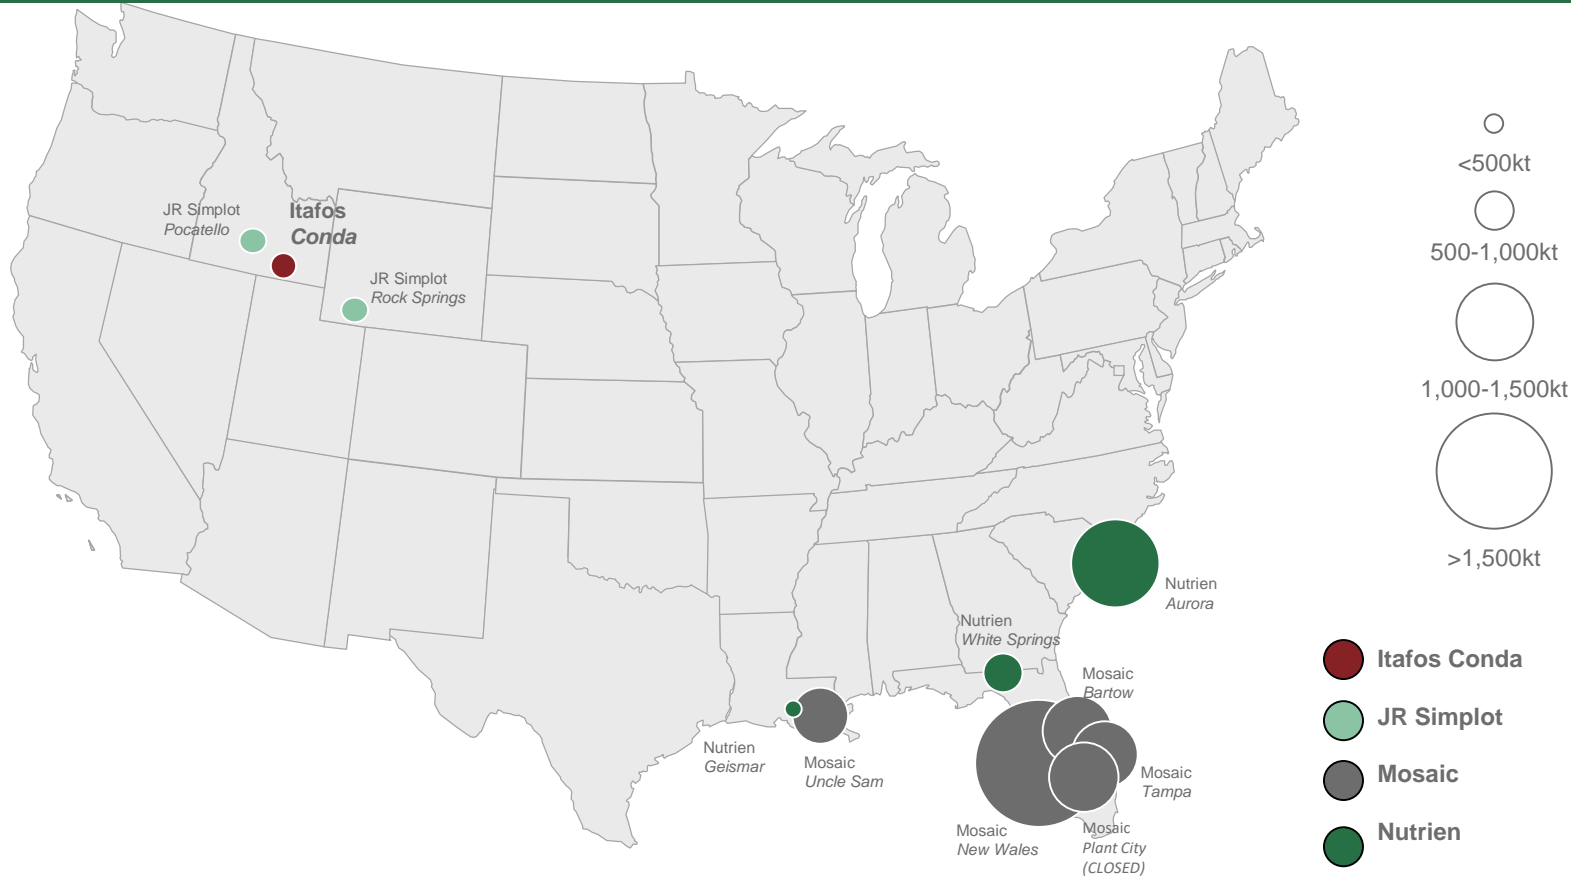 JR Simplot
Pocatello
Itafos
Conda
JR Simplot
Rock Springs
Nutrien
Aurora
Nutrien
White Springs
Mosaic
Bartow
Nutrien
Geismar
Mosaic
Uncle Sam
Mosaic
Tampa
Mosaic
New Wales
Mosaic
Plant City
(CLOSED)
<500kt
500-1,000kt
1,000-1,500kt
>1,500kt
Itafos Conda
JR Simplot
Mosaic
Nutrien